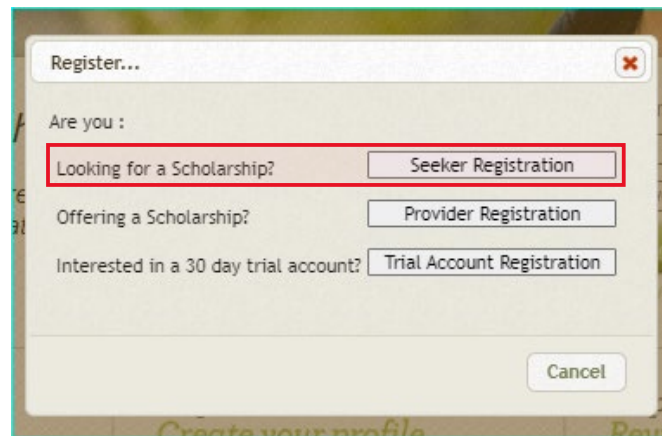 Register...
Are you :
Looking for a Scholarship? Seeker Registration
Offering a Scholarship? Provider Registration
Interested in a 30 day trial account? Trial Account Registration
Cancel
Create your profile